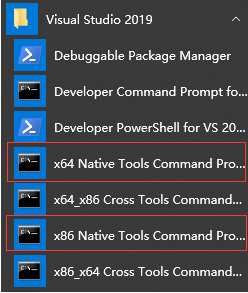 Visual Studio 2019
Debuggable Package Manager
Developer Command Prompt fo...
Developer PowerShell for VS 20...
x64 Native Tools Command Pro...
x64_x86 Cross Tools Command...
x86 Native Tools Command Pro...
x86_x64 Cross Tools Command...